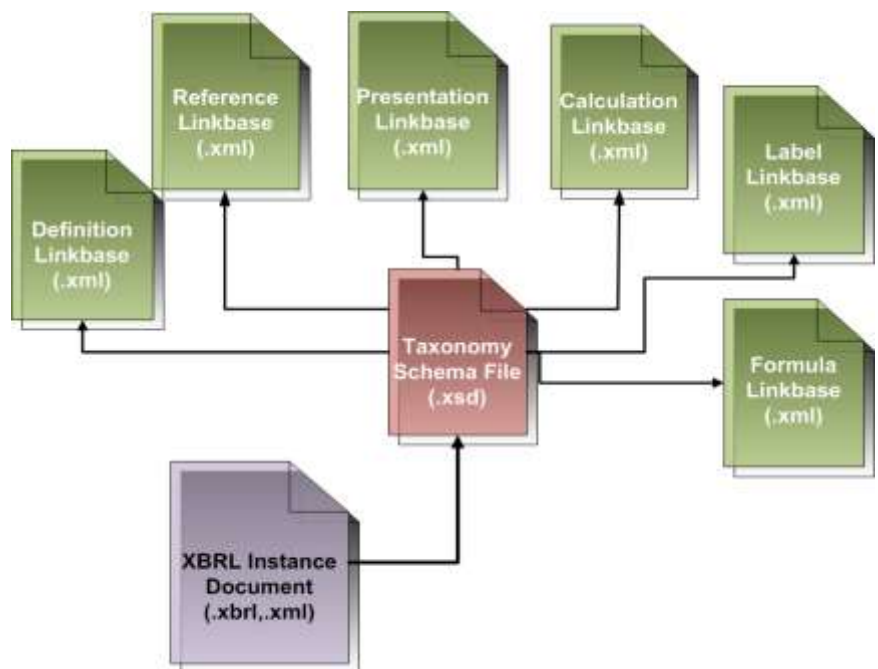 Reference
Linkbase
(.xml)
Presentation
Linkbase
(.xml)
Calculation
Linkbase
(.xml)
Label
Linkbase
(.xml)
Definition
Linkbase
(.xml)
Taxonomy
Schema File
(.xsd)
Formula
Linkbase
(.xml)
XBRL Instance
Document
(.xbrl,.xml)